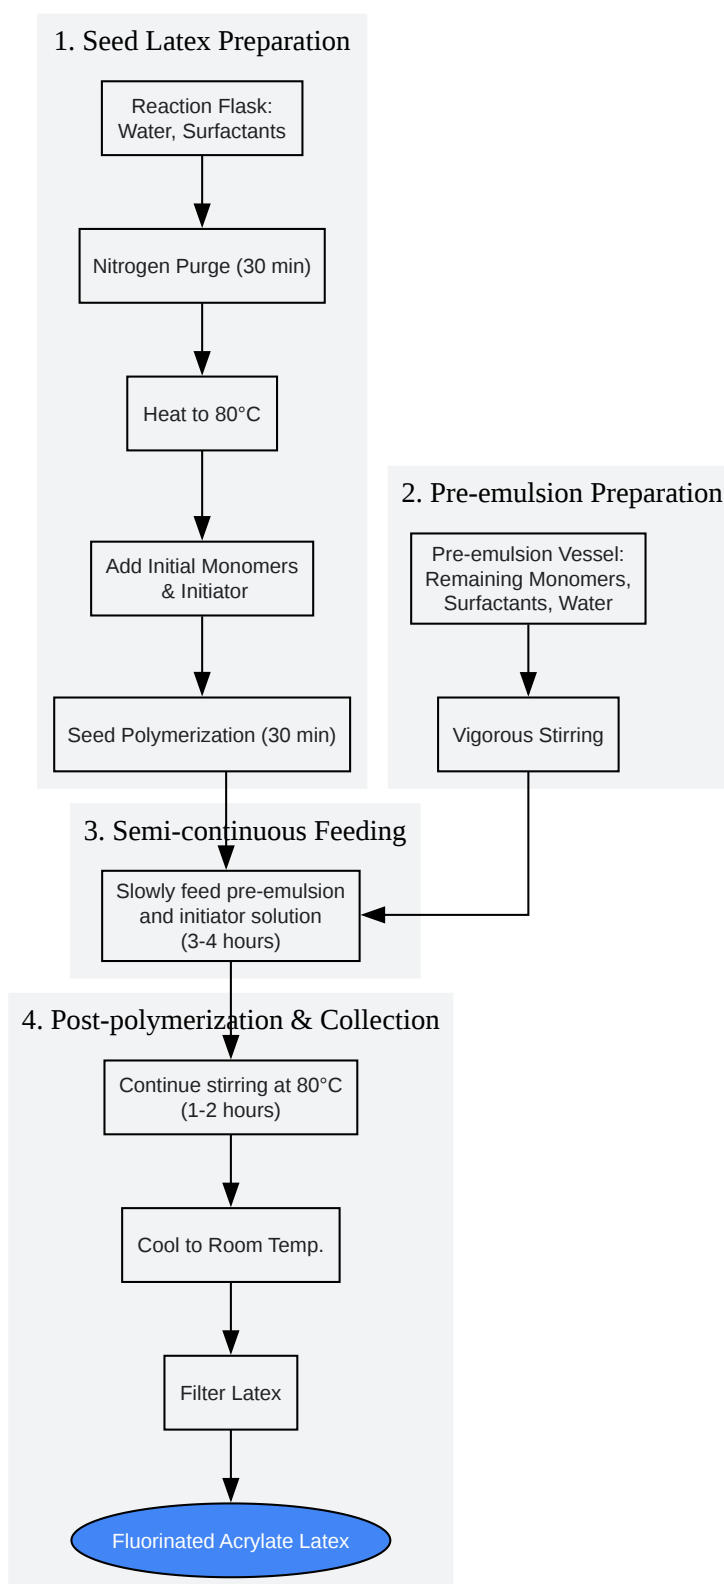 1. Seed Latex Preparation
Reaction Flask:
Water, Surfactants
Nitrogen Purge (30 min)
Heat to 80°C
Add Initial Monomers
& Initiator
Seed Polymerization (30 min)
2. Pre-emulsion Preparation
Pre-emulsion Vessel:
Remaining Monomers,
Surfactants, Water
Vigorous Stirring
3. Semi-continuous Feeding
Slowly feed pre-emulsion
and initiator solution
(3-4 hours)
4. Post-polymerization & Collection
Continue stirring at 80°C
(1-2 hours)
Cool to Room Temp.
Filter Latex
Fluorinated Acrylate Latex